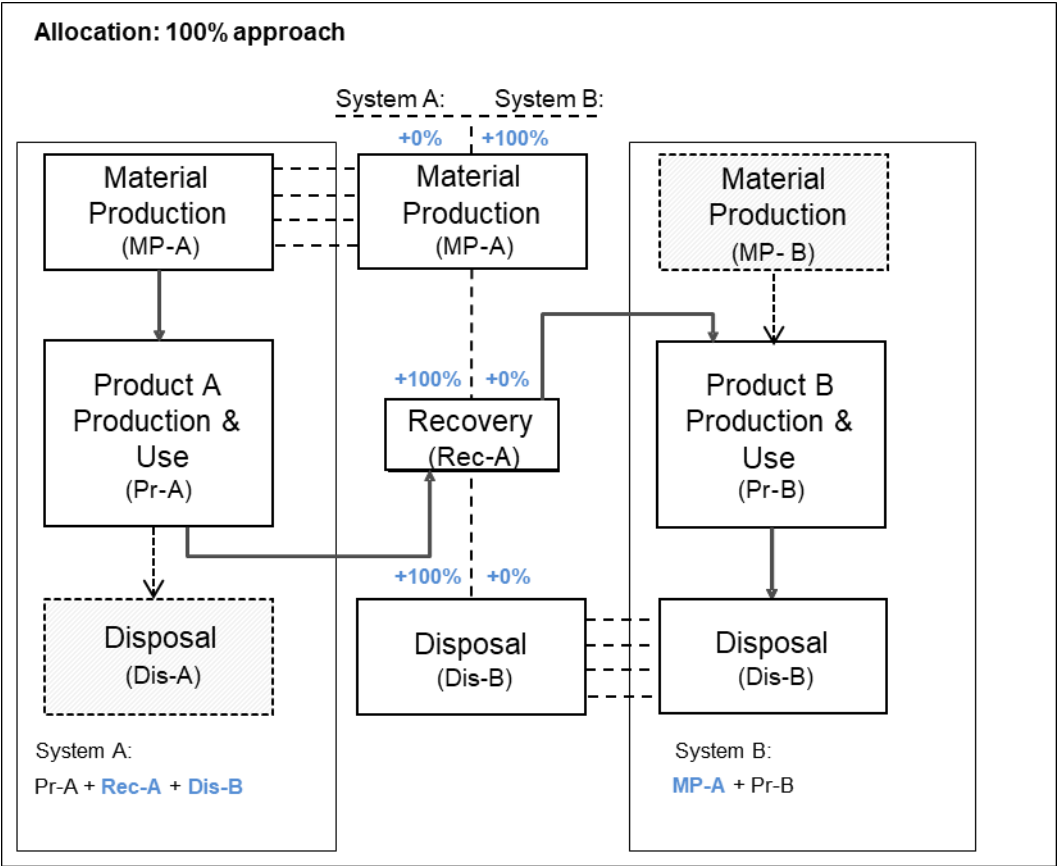 Allocation: 100% approach
System A:
System B:
+0%
+100%
Material
Production
(MP-A)
Material
Production
(MP-A)
Material
Production
(MP- B)
Product A
Production &
Use
(Pr-A)
+100%
+0%
Recovery
(Rec-A)
Product B
Production &
Use
(Pr-B)
+100%
+0%
Disposal
(Dis-A)
Disposal
(Dis-B)
Disposal
(Dis-B)
System A:
Pr-A + Rec-A + Dis-B
System B:
MP-A + Pr-B